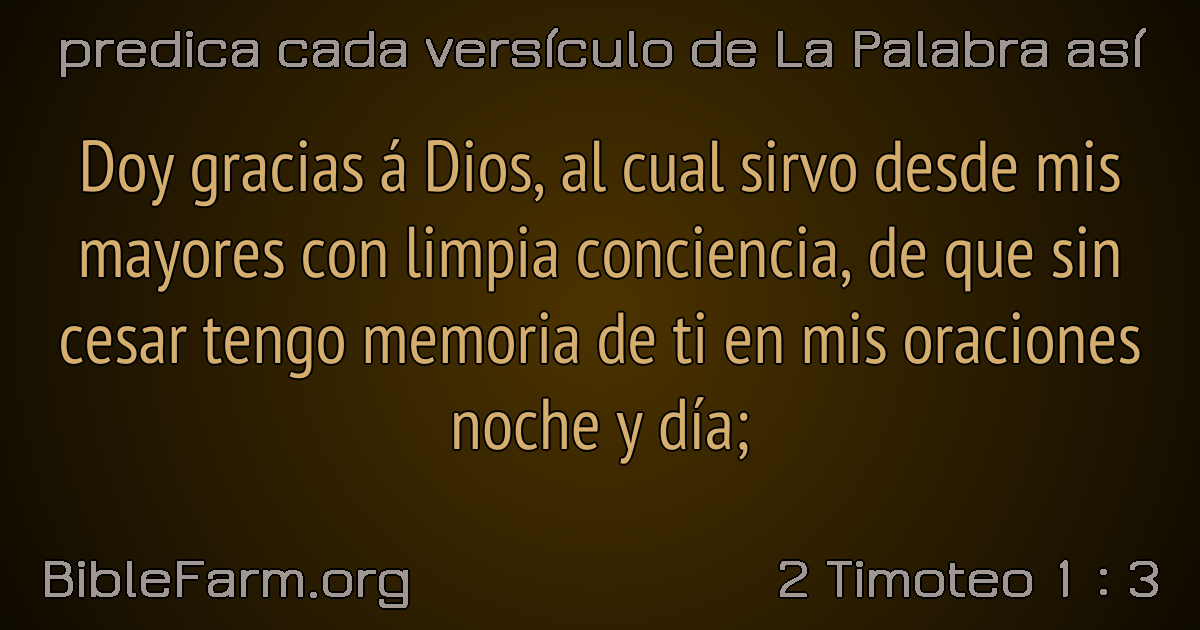 predica cada versículo de La Palabra así
Doy gracias á Dios, al cual sirvo desde mis
mayores con limpia conciencia, de que sin
cesar tengo memoria de ti en mis oraciones
noche y día;
BibleFarm.org
2 Timoteo 1 : 3